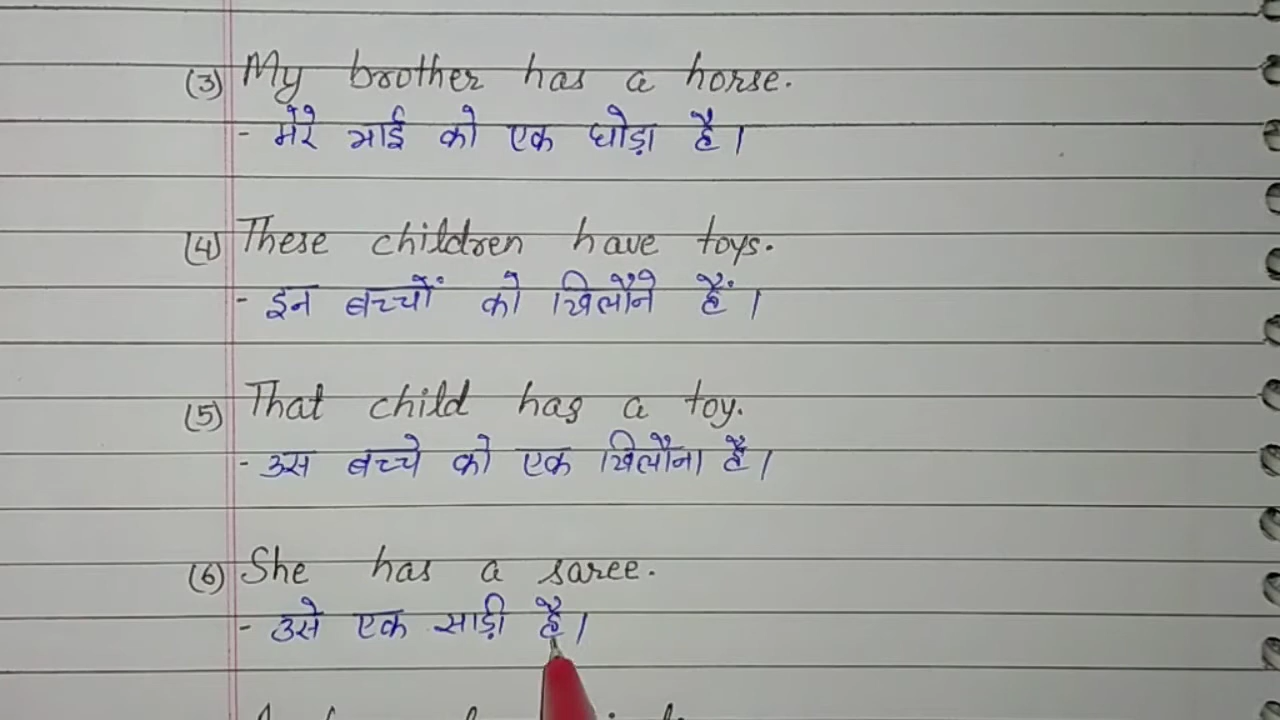 (3) My brother has a horse.
- मेरे भाई को एक घोड़ा है।
(4) These children have toys.
- इन बच्चों को खिलौने हैं।
(5) That child has a toy.
- उस बच्चे को एक खिलौना है।
(6) She has a saree.
- उसे एक साड़ी है।